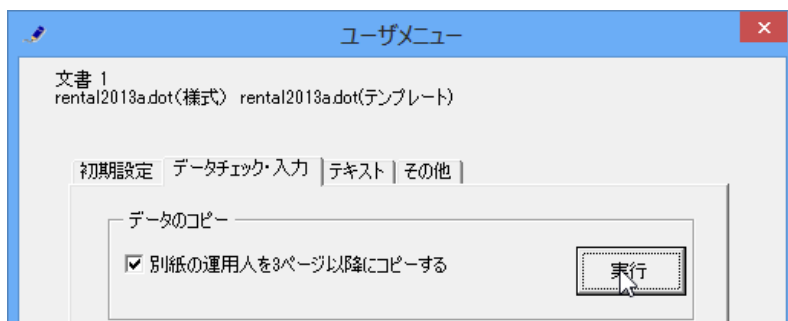 ユーザメニュー
文書 1
rental2013a.dot(様式) rental2013a.dot(テンプレート)
初期設定 データチェック・入力 テキスト その他
データのコピー
別紙の運用人を3ページ以降にコピーする 実行